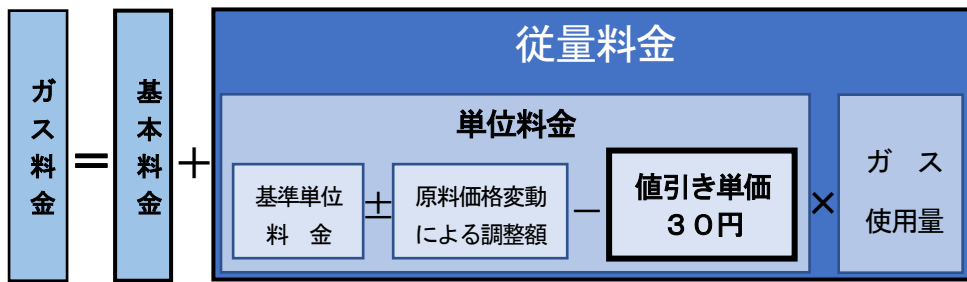 ガス料金
＝
基本料金
＋
従量料金
単位料金
基準単位
料　金
±
原料価格変動
による調整額
－
値引き単価
３０円
×
ガ　ス
使用量